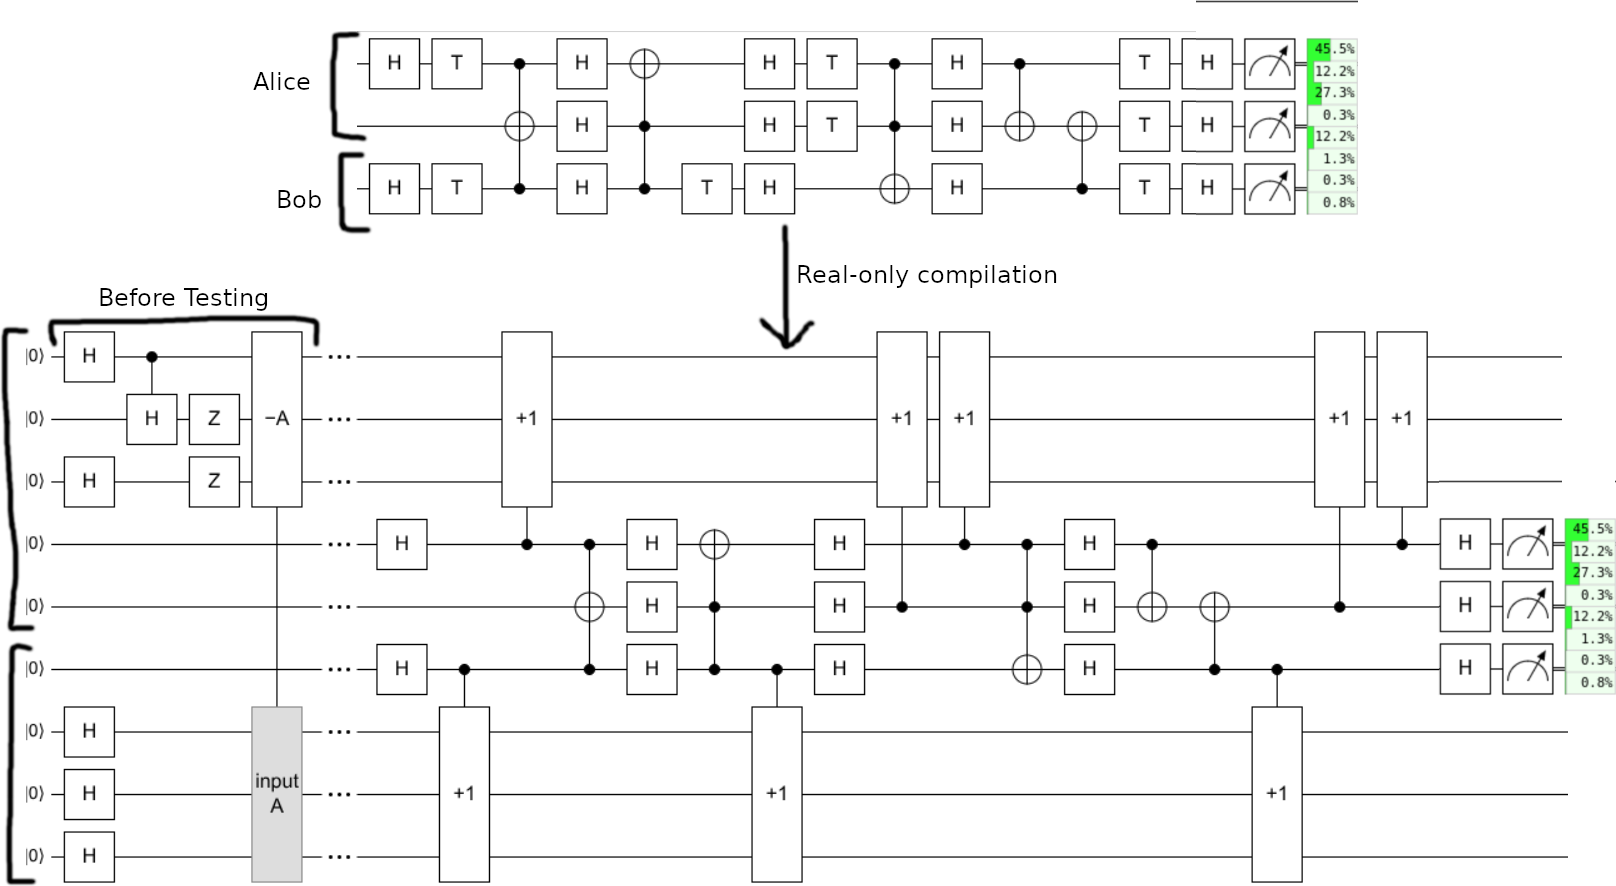 Alice
H T H H T H T H
45.5%
12.2%
27.3%
H H T H T H
0.3%
12.2%
1.3%
Bob
H T H T H H T H
0.3%
0.8%
Real-only compilation
Before Testing
|0⟩ H ...
|0⟩ H Z −A ... +1 +1 +1 +1 +1
|0⟩ H Z ...
|0⟩ ... H H H H H
45.5%
12.2%
27.3%
|0⟩ ... H H H H
0.3%
12.2%
1.3%
|0⟩ ... H H H H H
0.3%
0.8%
|0⟩ H ...
|0⟩ H input A ... +1 +1 +1
|0⟩ H ...